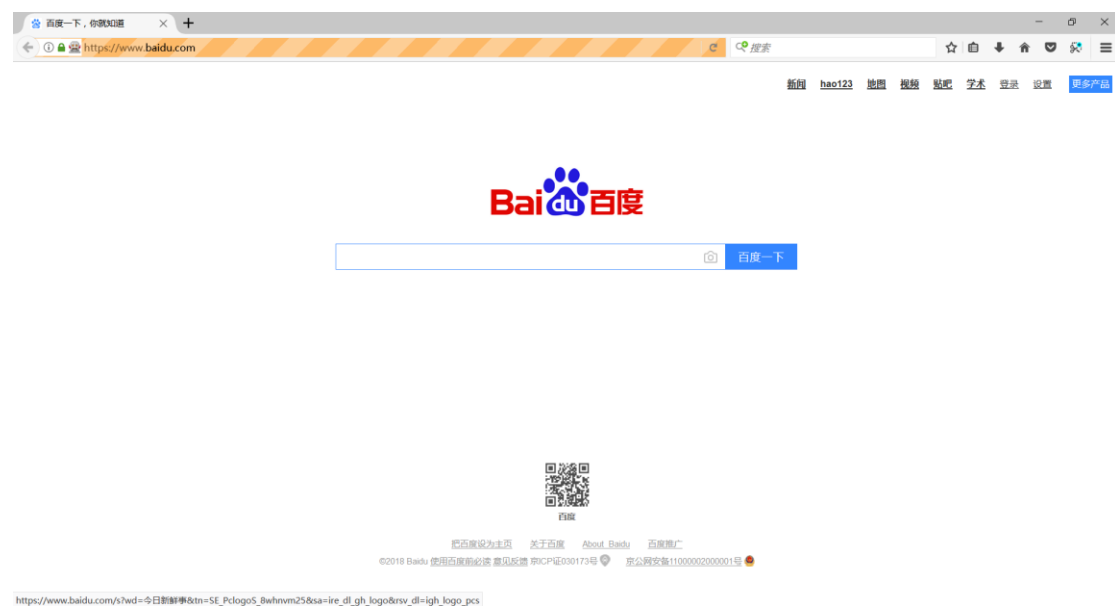 百度一下，你就知道
https://www.baidu.com
搜索
新闻 hao123 地图 视频 贴吧 学术 登录 设置 更多产品
Bai du 百度
百度一下
百度
把百度设为主页 关于百度 About Baidu 百度推广
©2018 Baidu 使用百度前必读 意见反馈 京ICP证030173号 京公网安备11000002000001号
https://www.baidu.com/s?wd=今日新鲜事&tn=SE_PclogoS_8whnvm25&sa=ire_dl_gh_logo&rsv_dl=igh_logo_pcs